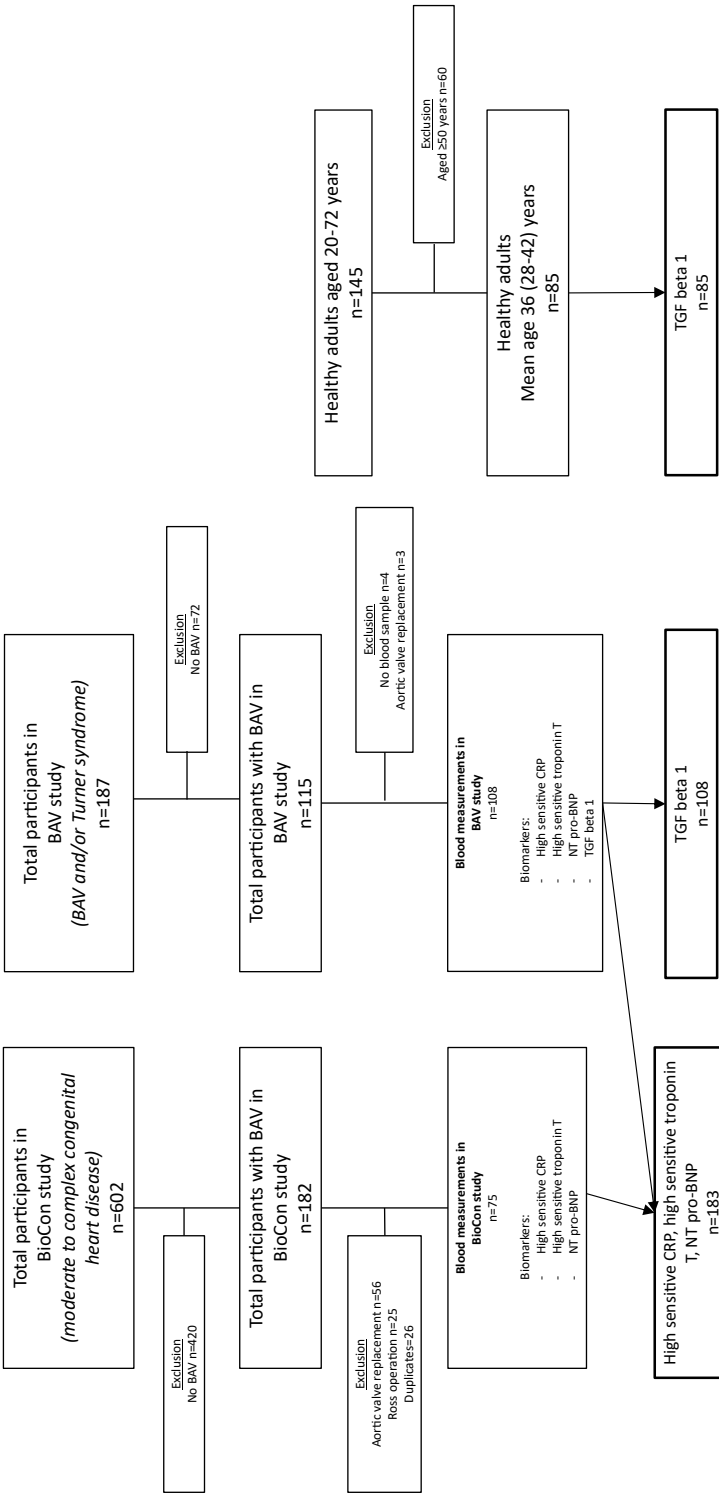 Total participants in
BioCon study
(moderate to complex congenital
heart disease)
n=602
Exclusion
No BAV n=420
Total participants with BAV in
BioCon study
n=182
Exclusion
Aortic valve replacement n=56
Ross operation n=25
Duplicates=26
Blood measurements in
BioCon study
n=75
Biomarkers:
- High sensitive CRP
- High sensitive troponin T
- NT pro-BNP
High sensitive CRP, high sensitive troponin
T, NT pro-BNP
n=183
Total participants in
BAV study
(BAV and/or Turner syndrome)
n=187
Exclusion
No BAV n=72
Total participants with BAV in
BAV study
n=115
Exclusion
No blood sample n=4
Aortic valve replacement n=3
Blood measurements in
BAV study
n=108
Biomarkers:
- High sensitive CRP
- High sensitive troponin T
- NT pro-BNP
- TGF beta 1
TGF beta 1
n=108
Healthy adults aged 20-72 years
n=145
Exclusion
Aged ≥50 years n=60
Healthy adults
Mean age 36 (28-42) years
n=85
TGF beta 1
n=85